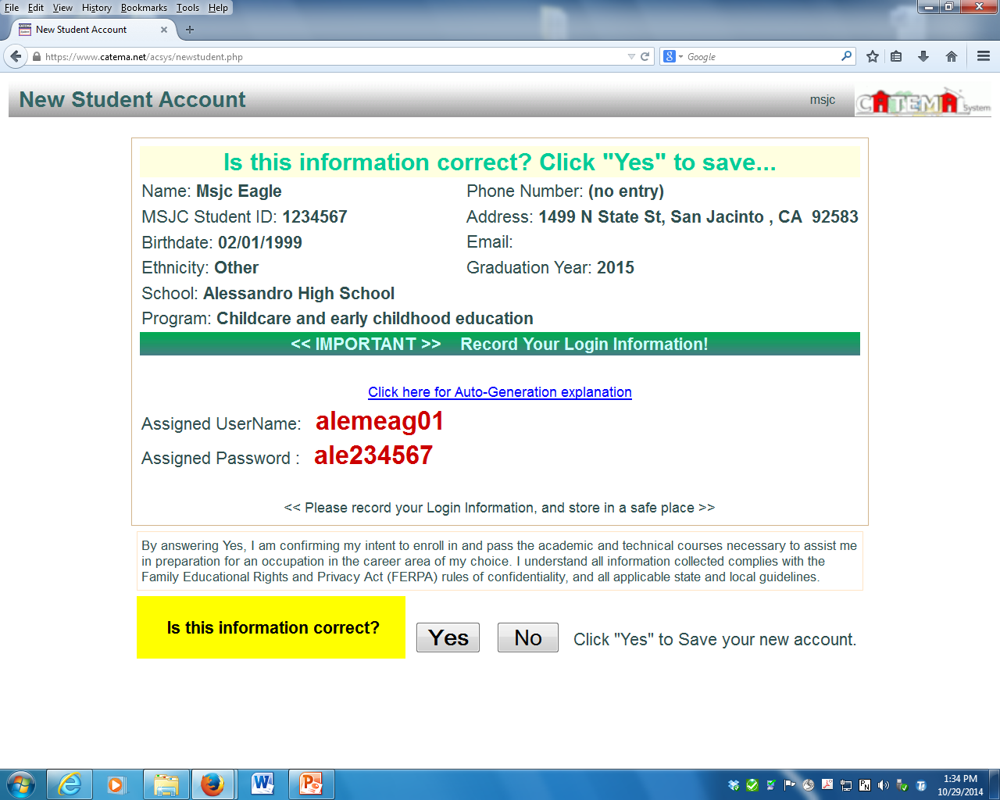 File Edit View History Bookmarks Tools Help
New Student Account
https://www.catema.net/acsys/newstudent.php
Google
New Student Account
msjc
CATEMA System
Is this information correct? Click "Yes" to save...
Name: Msjc Eagle
Phone Number: (no entry)
MSJC Student ID: 1234567
Address: 1499 N State St, San Jacinto , CA 92583
Birthdate: 02/01/1999
Email:
Ethnicity: Other
Graduation Year: 2015
School: Alessandro High School
Program: Childcare and early childhood education
<< IMPORTANT >> Record Your Login Information!
Click here for Auto-Generation explanation
Assigned UserName: alemeag01
Assigned Password : ale234567
<< Please record your Login Information, and store in a safe place >>
By answering Yes, I am confirming my intent to enroll in and pass the academic and technical courses necessary to assist me
in preparation for an occupation in the career area of my choice. I understand all information collected complies with the
Family Educational Rights and Privacy Act (FERPA) rules of confidentiality, and all applicable state and local guidelines.
Is this information correct?
Yes
No
Click "Yes" to Save your new account.
1:34 PM
10/29/2014